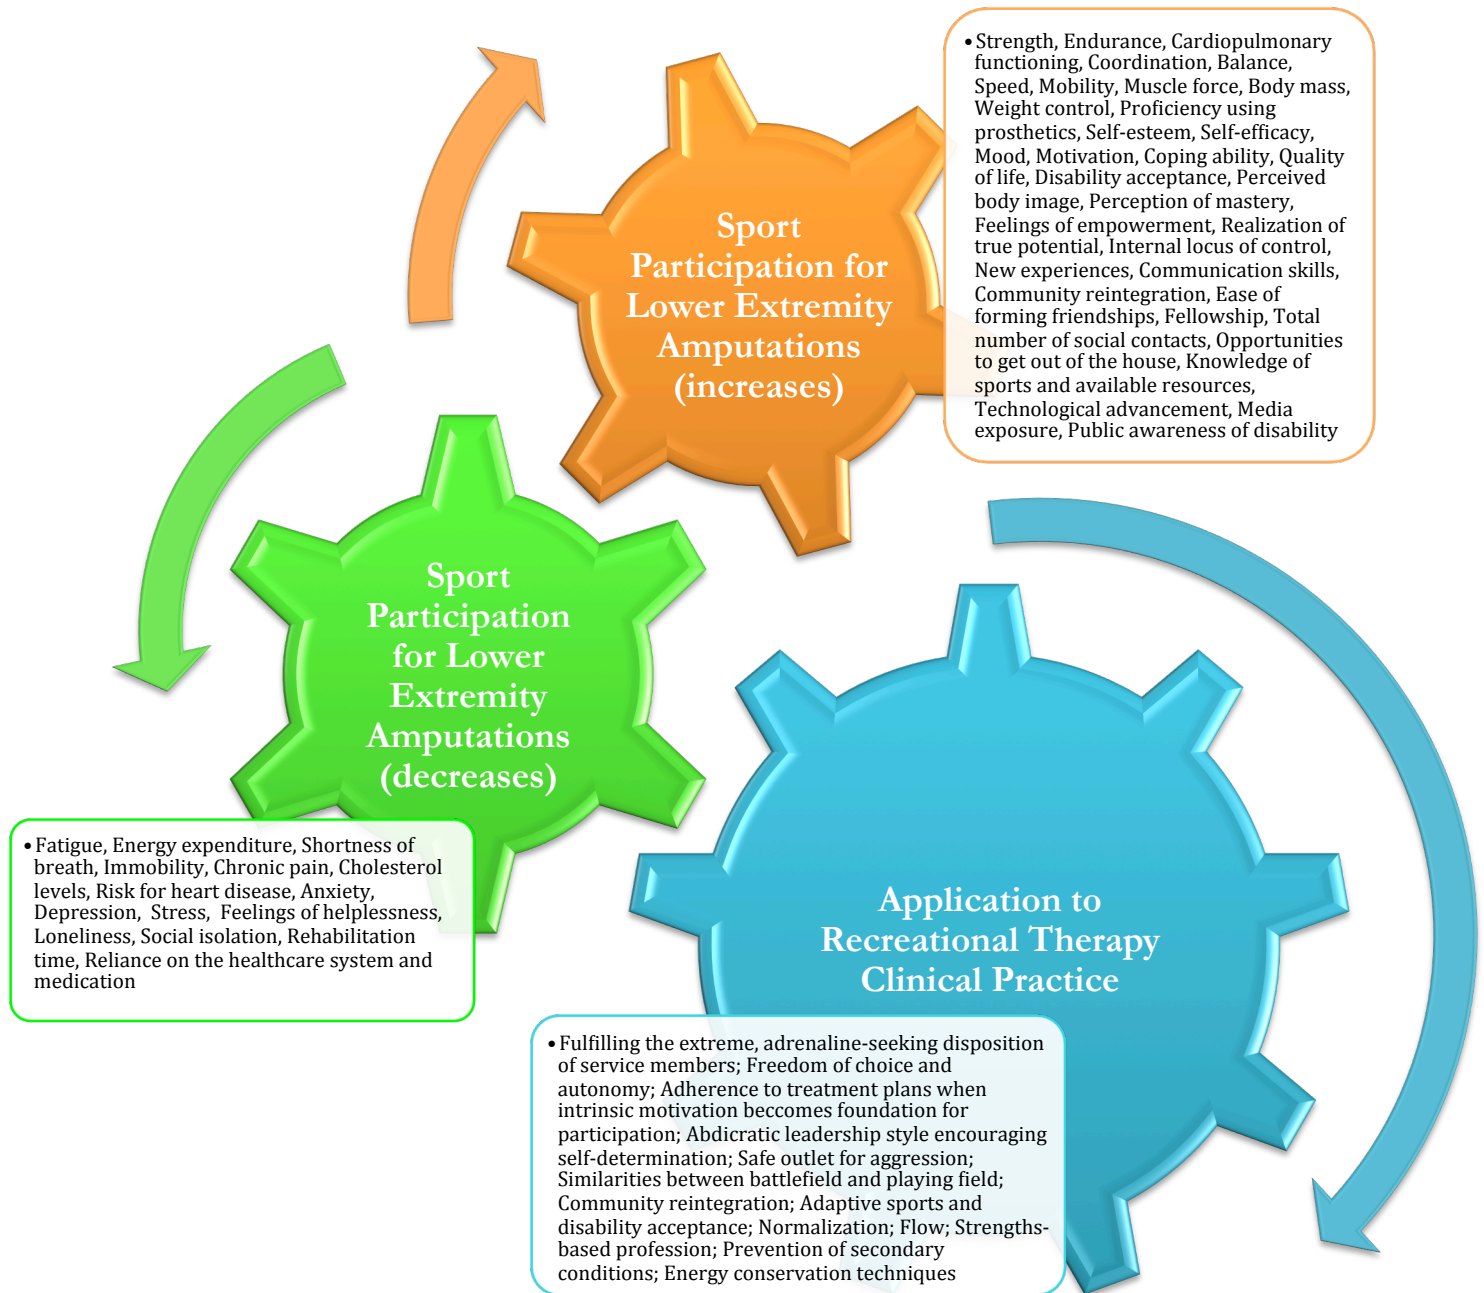 • Strength, Endurance, Cardiopulmonary
functioning, Coordination, Balance,
Speed, Mobility, Muscle force, Body mass,
Weight control, Proficiency using
prosthetics, Self-esteem, Self-efficacy,
Mood, Motivation, Coping ability, Quality
of life, Disability acceptance, Perceived
body image, Perception of mastery,
Feelings of empowerment, Realization of
true potential, Internal locus of control,
New experiences, Communication skills,
Community reintegration, Ease of
forming friendships, Fellowship, Total
number of social contacts, Opportunities
to get out of the house, Knowledge of
sports and available resources,
Technological advancement, Media
exposure, Public awareness of disability
Sport
Participation for
Lower Extremity
Amputations
(increases)
Sport
Participation
for Lower
Extremity
Amputations
(decreases)
• Fatigue, Energy expenditure, Shortness of
breath, Immobility, Chronic pain, Cholesterol
levels, Risk for heart disease, Anxiety,
Depression, Stress, Feelings of helplessness,
Loneliness, Social isolation, Rehabilitation
time, Reliance on the healthcare system and
medication
Application to
Recreational Therapy
Clinical Practice
• Fulfilling the extreme, adrenaline-seeking disposition
of service members; Freedom of choice and
autonomy; Adherence to treatment plans when
intrinsic motivation beccomes foundation for
participation; Abdicratic leadership style encouraging
self-determination; Safe outlet for aggression;
Similarities between battlefield and playing field;
Community reintegration; Adaptive sports and
disability acceptance; Normalization; Flow; Strengths-
based profession; Prevention of secondary
conditions; Energy conservation techniques